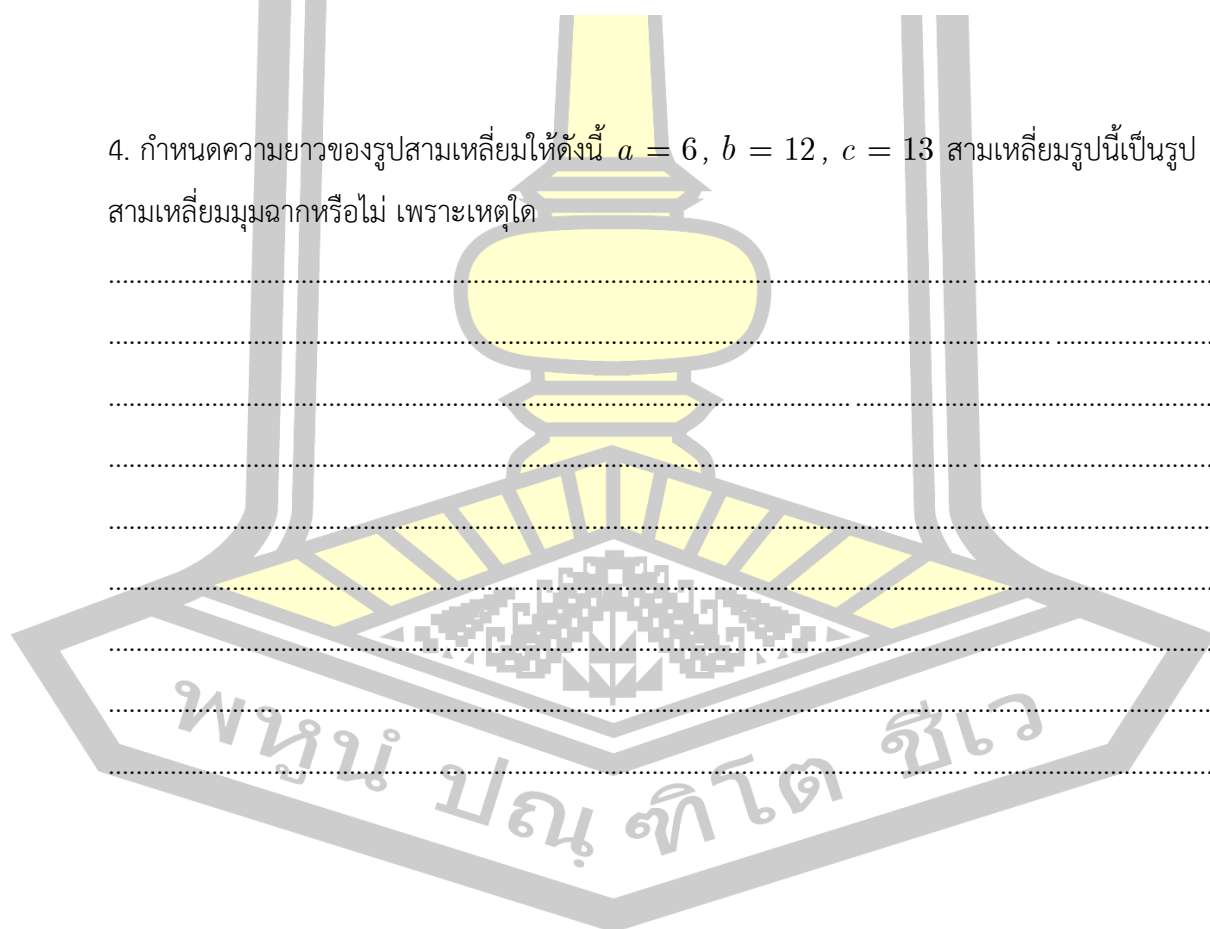 4. กำหนดความยาวของรูปสามเหลี่ยมให้ดังนี้ a = 6, b = 12, c = 13 สามเหลี่ยมรูปนี้เป็นรูป
สามเหลี่ยมมุมฉากหรือไม่ เพราะเหตุใด
พหูนํ ปณฺฑิโต ชีเว